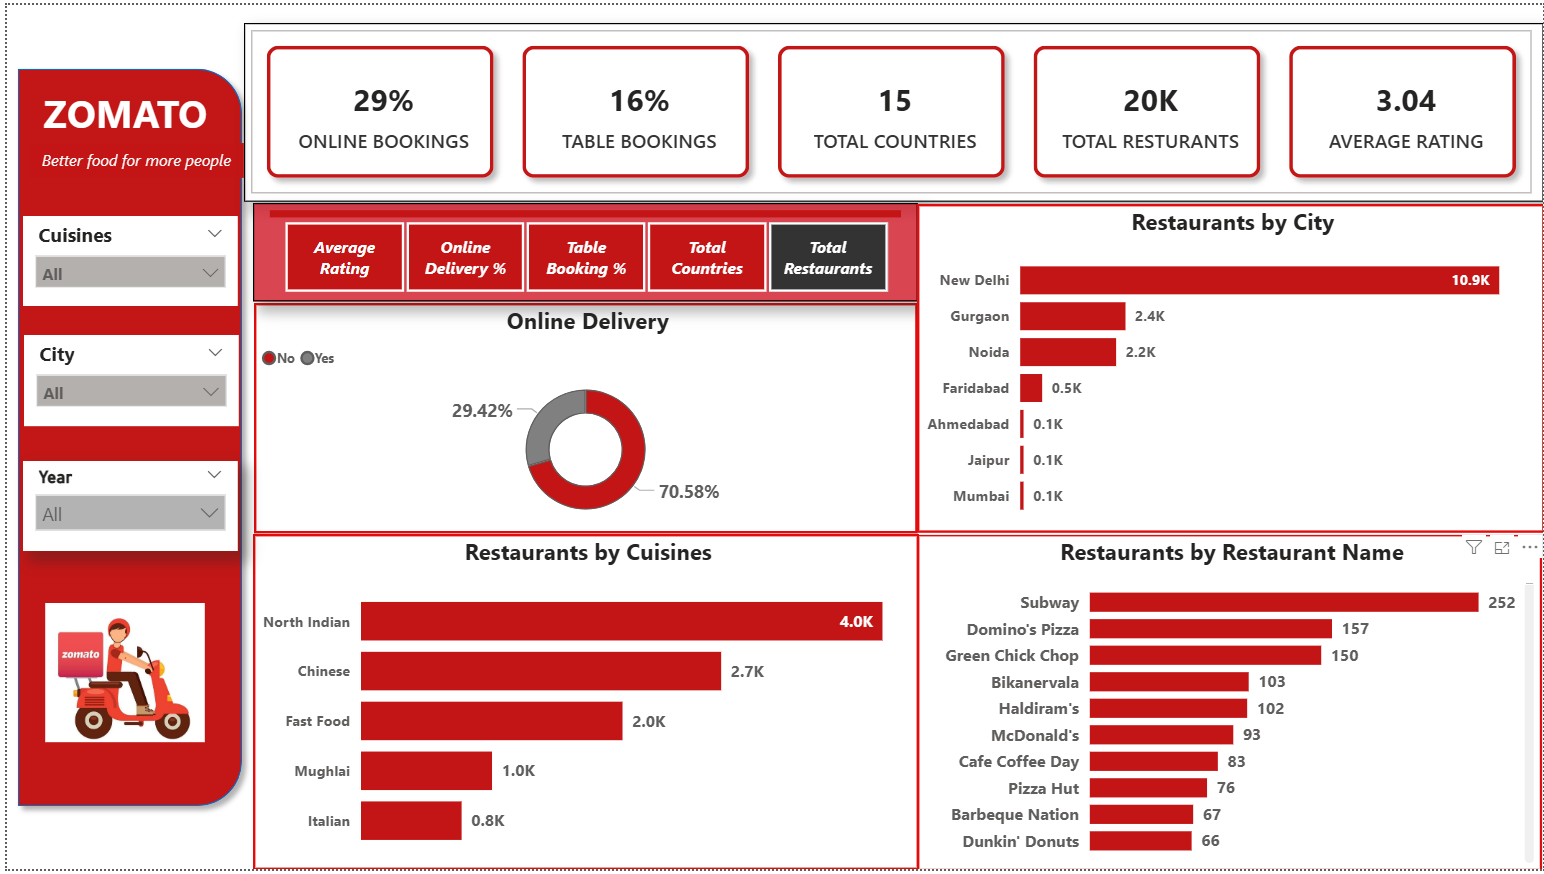 ZOMATO
Better food for more people
Cuisines
All
City
All
Year
All
zomato
29%
ONLINE BOOKINGS
16%
TABLE BOOKINGS
15
TOTAL COUNTRIES
20K
TOTAL RESTURANTS
3.04
AVERAGE RATING
Average
Rating
Online
Delivery %
Table
Booking %
Total
Countries
Total
Restaurants
Online Delivery
No Yes
29.42%
70.58%
Restaurants by City
New Delhi 10.9K
Gurgaon 2.4K
Noida 2.2K
Faridabad 0.5K
Ahmedabad 0.1K
Jaipur 0.1K
Mumbai 0.1K
Restaurants by Cuisines
North Indian 4.0K
Chinese 2.7K
Fast Food 2.0K
Mughlai 1.0K
Italian 0.8K
Restaurants by Restaurant Name
Subway 252
Domino's Pizza 157
Green Chick Chop 150
Bikanervala 103
Haldiram's 102
McDonald's 93
Cafe Coffee Day 83
Pizza Hut 76
Barbeque Nation 67
Dunkin' Donuts 66